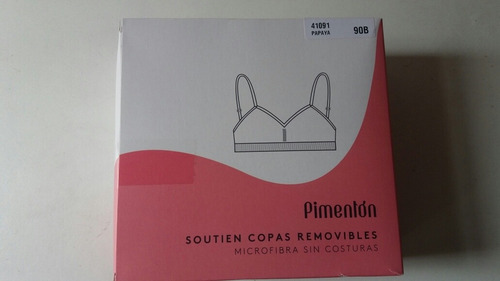 41091
PAPAYA
90B
Pimentón
SOUTIEN COPAS REMOVIBLES
MICROFIBRA SIN COSTURAS